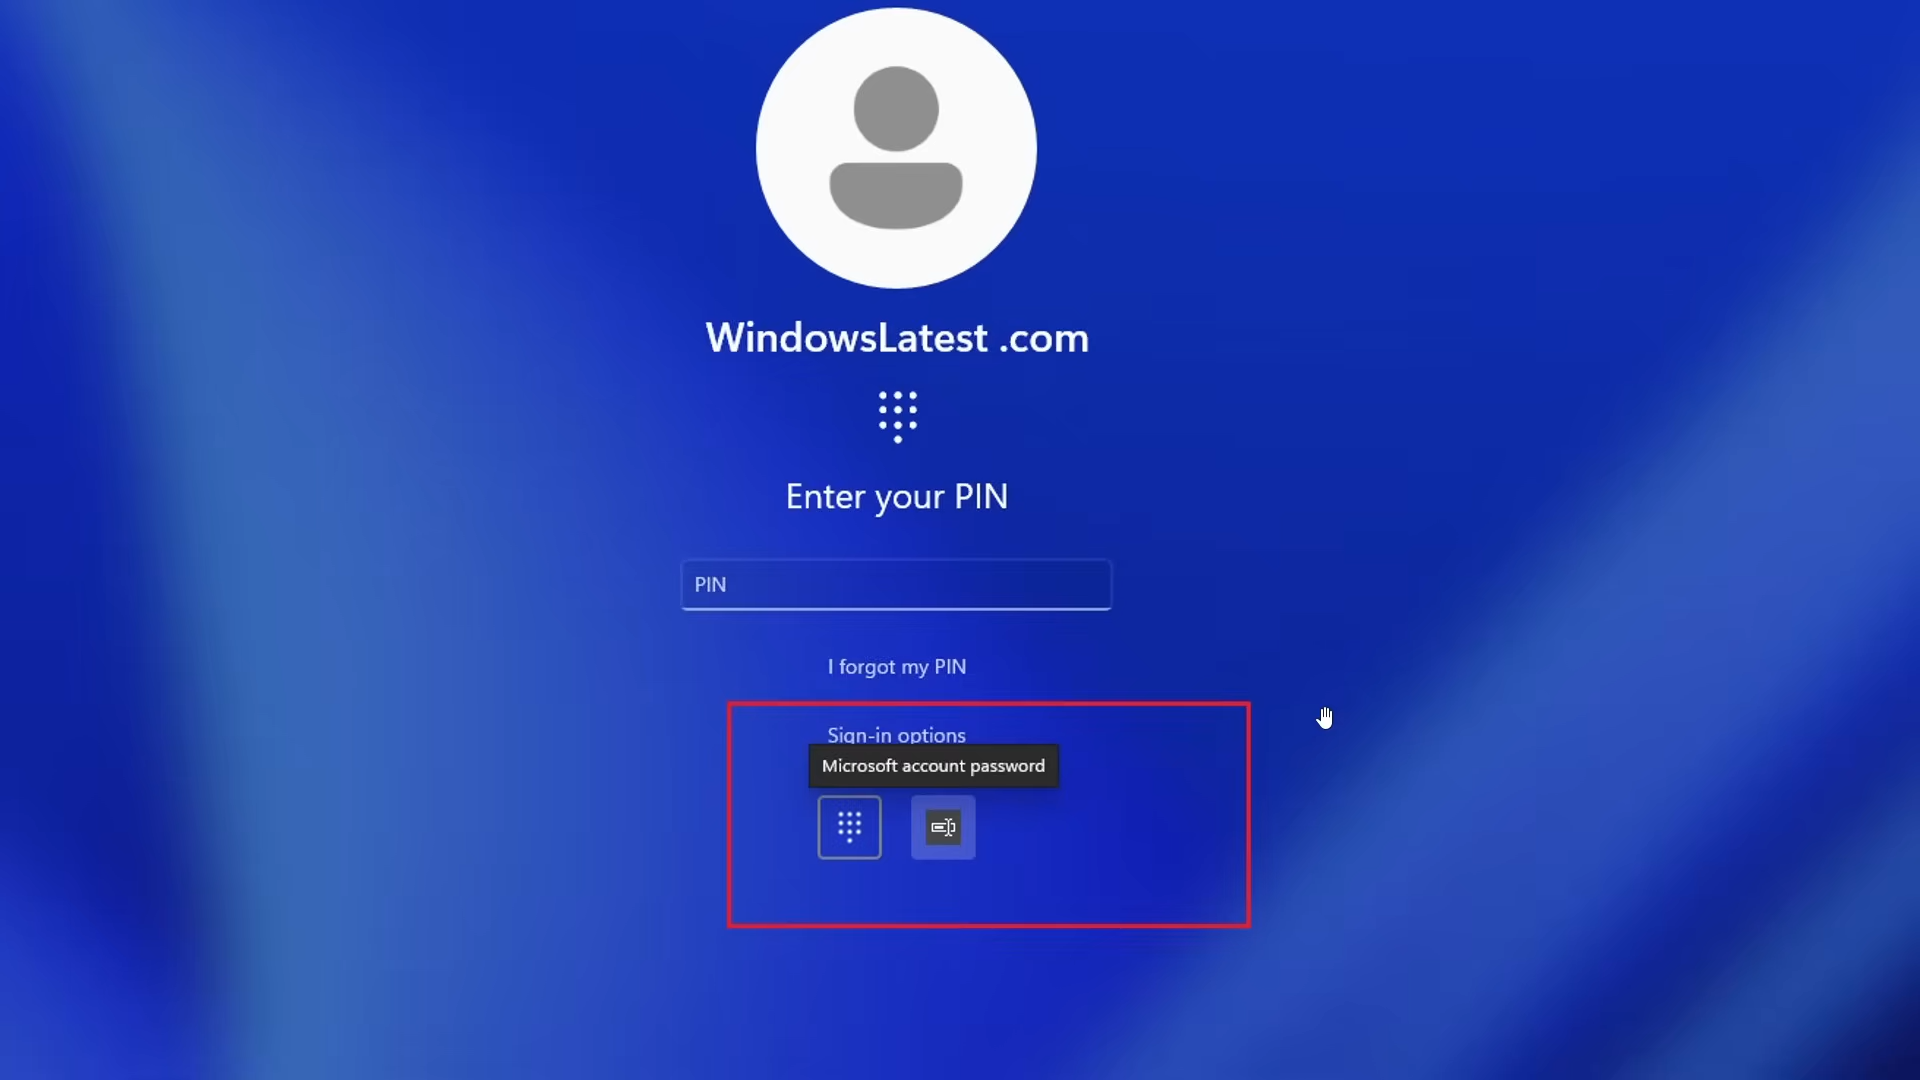 WindowsLatest .com
Enter your PIN
PIN
I forgot my PIN
Sign-in options
Microsoft account password